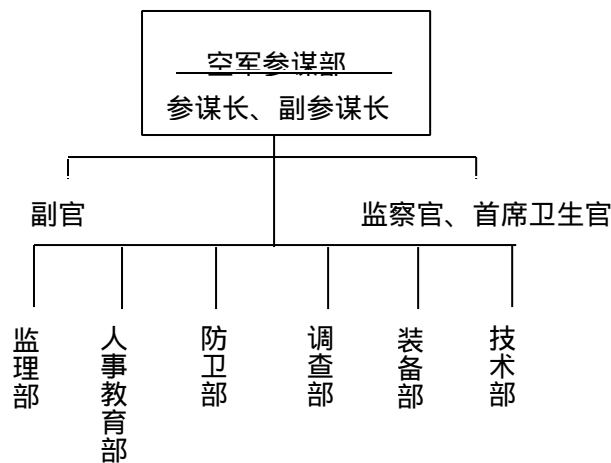 空军参谋部
参谋长、副参谋长
副官
监察官、首席卫生官
监理部
人事教育部
防卫部
调查部
装备部
技术部